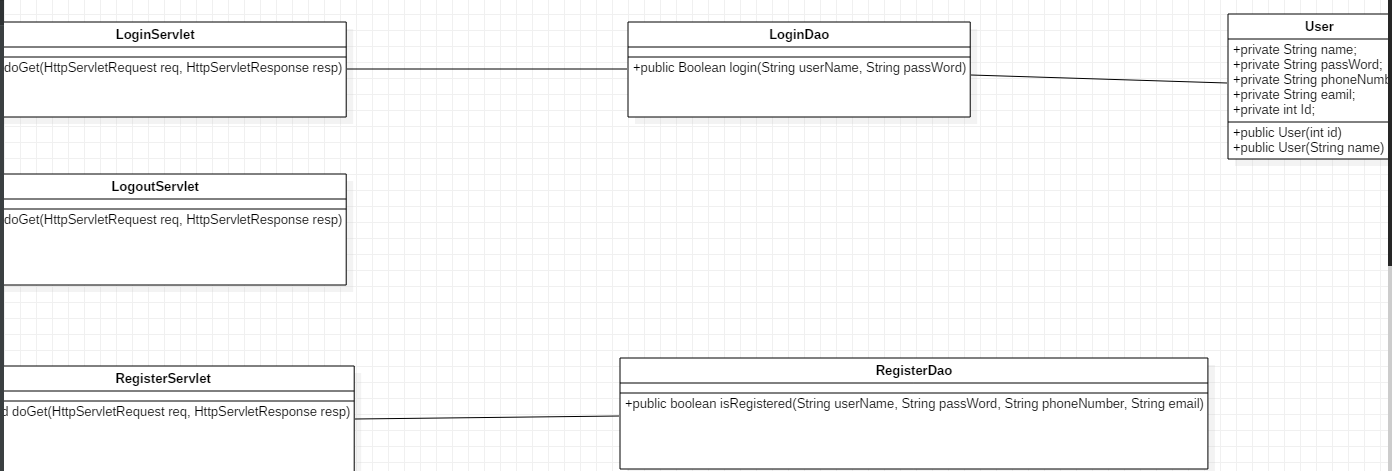 LoginServlet
doGet(HttpServletRequest req, HttpServletResponse resp)
LoginDao
+public Boolean login(String userName, String passWord)
User
+private String name;
+private String passWord;
+private String phoneNumb
+private String eamil;
+private int Id;
+public User(int id)
+public User(String name)
LogoutServlet
doGet(HttpServletRequest req, HttpServletResponse resp)
RegisterServlet
d doGet(HttpServletRequest req, HttpServletResponse resp)
RegisterDao
+public boolean isRegistered(String userName, String passWord, String phoneNumber, String email)